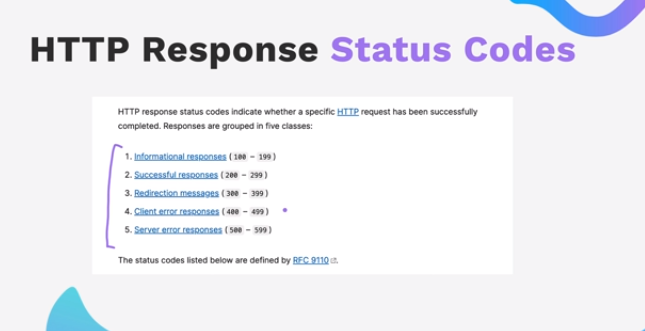 HTTP Response Status Codes
HTTP response status codes indicate whether a specific HTTP request has been successfully
completed. Responses are grouped in five classes:
1. Informational responses (100 – 199)
2. Successful responses (200 – 299)
3. Redirection messages (300 – 399)
4. Client error responses (400 – 499)
5. Server error responses (500 – 599)
The status codes listed below are defined by RFC 9110.